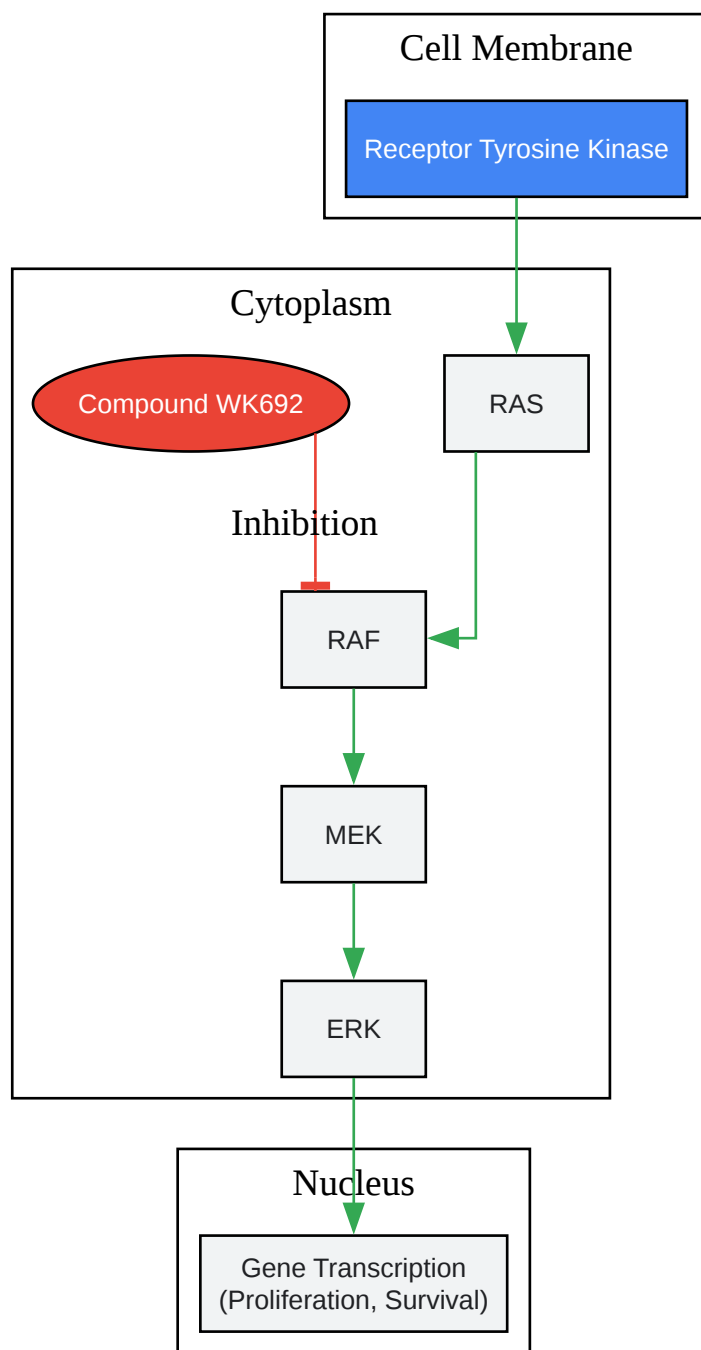 Cell Membrane
Receptor Tyrosine Kinase
Cytoplasm
Compound WK692
RAS
Inhibition
RAF
MEK
ERK
Nucleus
Gene Transcription
(Proliferation, Survival)